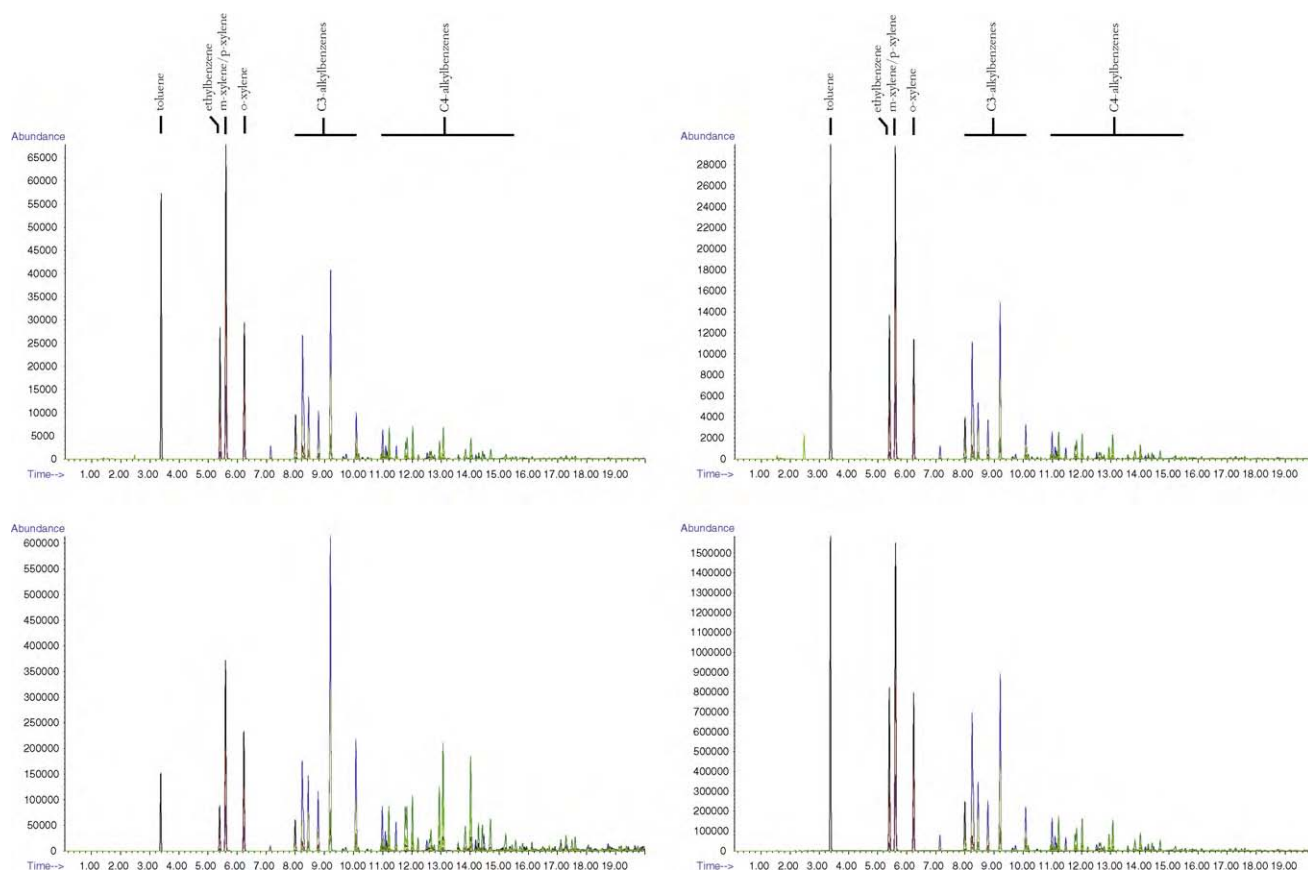 toluene
ethylbenzene
m-xylene/p-xylene
o-xylene
C3-alkylbenzenes
C4-alkylbenzenes
Abundance
65000
60000
55000
50000
45000
40000
35000
30000
25000
20000
15000
10000
5000
0
Time--> 1.00 2.00 3.00 4.00 5.00 6.00 7.00 8.00 9.00 10.00 11.00 12.00 13.00 14.00 15.00 16.00 17.00 18.00 19.00
toluene
ethylbenzene
m-xylene/p-xylene
o-xylene
C3-alkylbenzenes
C4-alkylbenzenes
Abundance
28000
26000
24000
22000
20000
18000
16000
14000
12000
10000
8000
6000
4000
2000
0
Time--> 1.00 2.00 3.00 4.00 5.00 6.00 7.00 8.00 9.00 10.00 11.00 12.00 13.00 14.00 15.00 16.00 17.00 18.00 19.00
Abundance
600000
550000
500000
450000
400000
350000
300000
250000
200000
150000
100000
50000
0
Time--> 1.00 2.00 3.00 4.00 5.00 6.00 7.00 8.00 9.00 10.00 11.00 12.00 13.00 14.00 15.00 16.00 17.00 18.00 19.00
Abundance
1500000
1400000
1300000
1200000
1100000
1000000
900000
800000
700000
600000
500000
400000
300000
200000
100000
0
Time--> 1.00 2.00 3.00 4.00 5.00 6.00 7.00 8.00 9.00 10.00 11.00 12.00 13.00 14.00 15.00 16.00 17.00 18.00 19.00